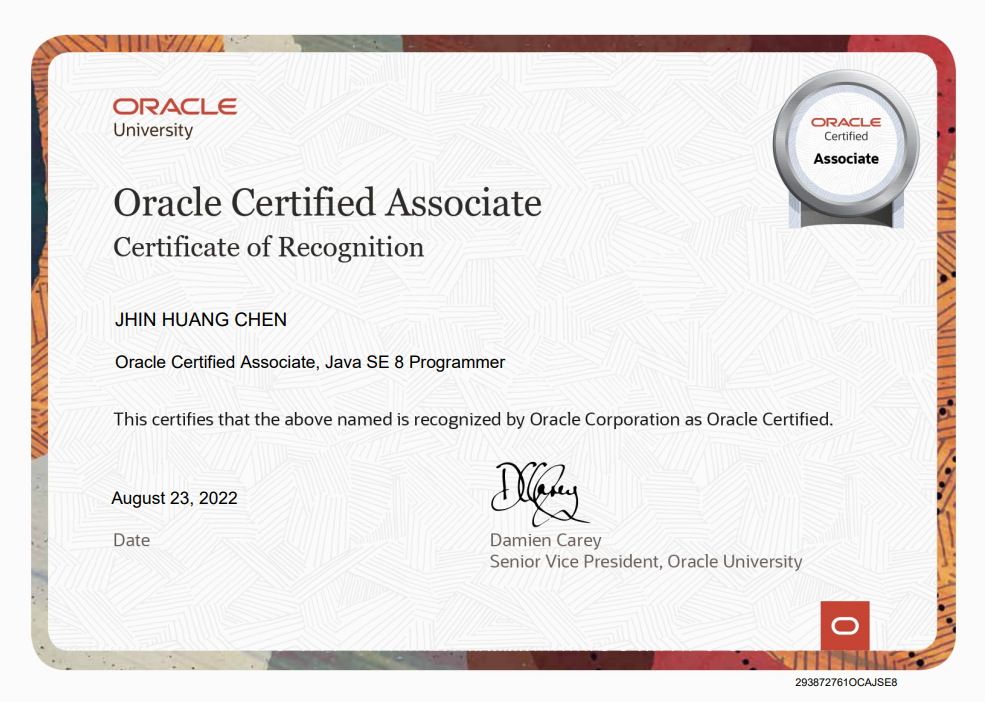 ORACLE
University
ORACLE
Certified
Associate
Oracle Certified Associate
Certificate of Recognition
JHIN HUANG CHEN
Oracle Certified Associate, Java SE 8 Programmer
This certifies that the above named is recognized by Oracle Corporation as Oracle Certified.
DCCarey
August 23, 2022
Date
Damien Carey
Senior Vice President, Oracle University
293872761OCAJSE8